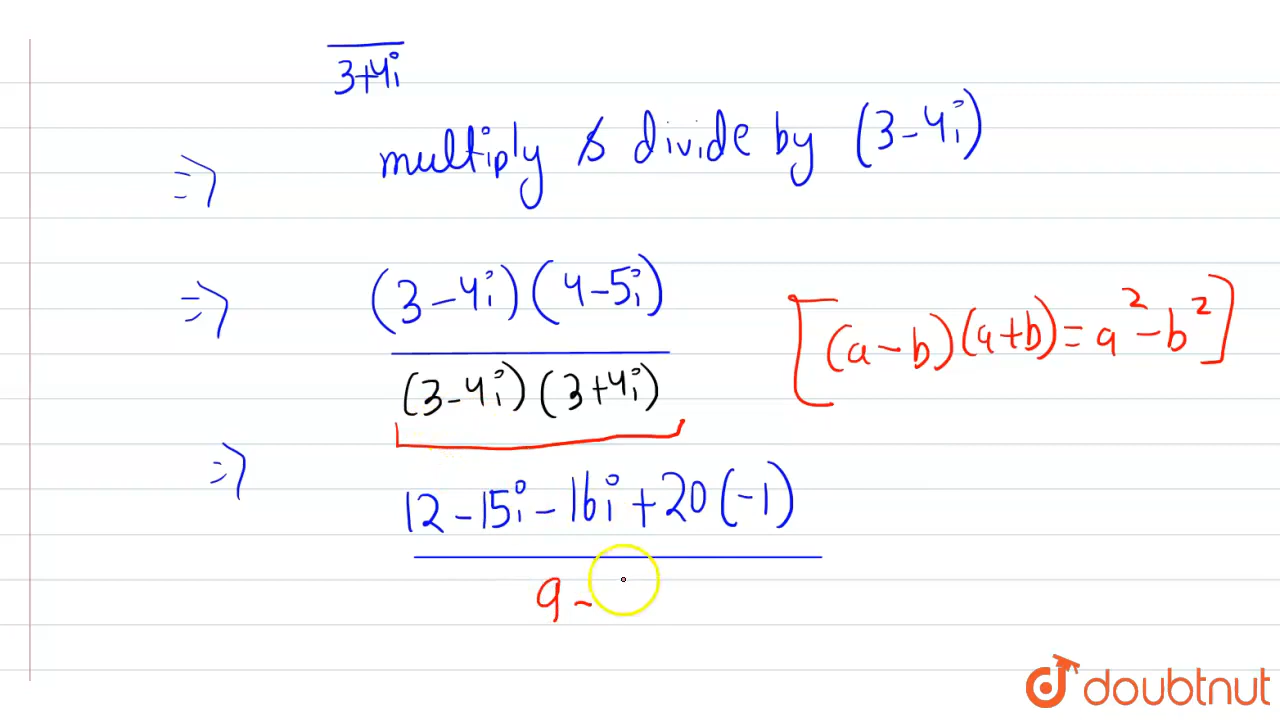 3+4i
⇒ multiply & divide by (3-4i)
⇒ (3-4i)(4-5i)
(3-4i)(3+4i)
[(a-b)(a+b)=a²-b²]
⇒ 12-15i-16i+20(-1)
9-
doubtnut